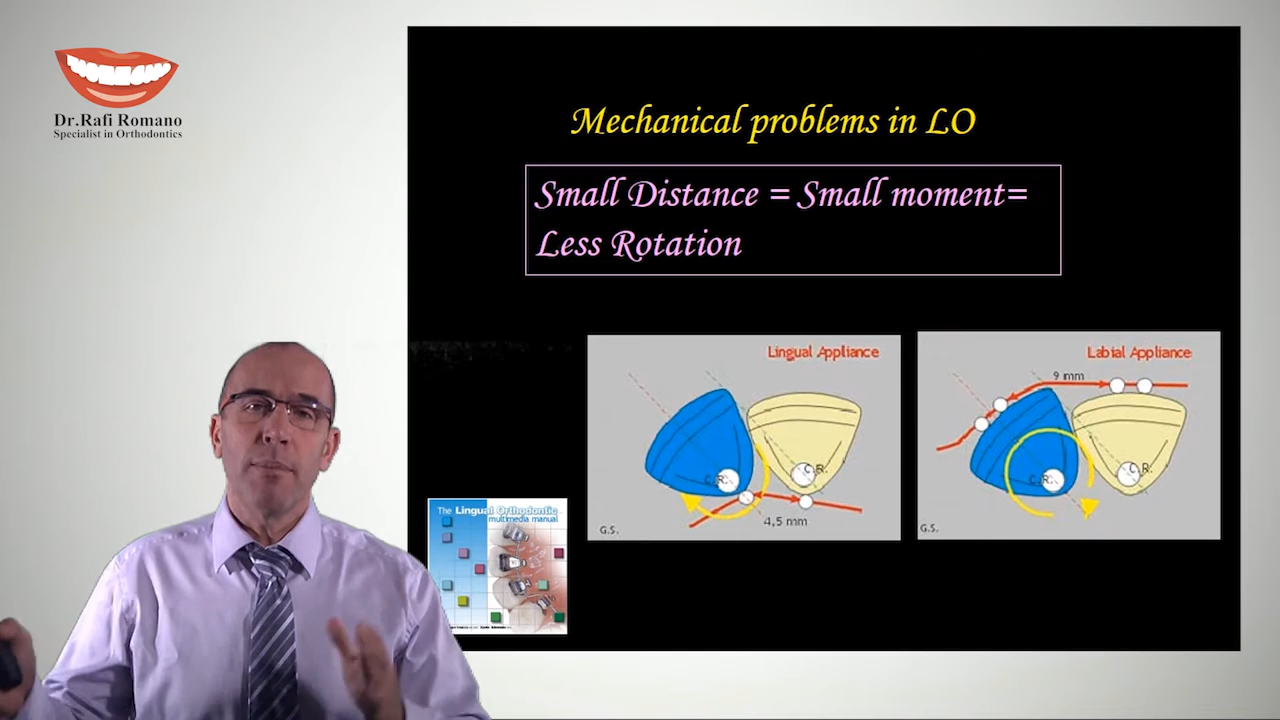 Dr.Rafi Romano
Specialist in Orthodontics
Mechanical problems in LO
Small Distance = Small moment=
Less Rotation
Lingual Appliance
C.R.
C.R.
4,5 mm
G.S.
Labial Appliance
9 mm
C.R.
C.R.
G.S.
The Lingual Orthodontic
multimedia manual